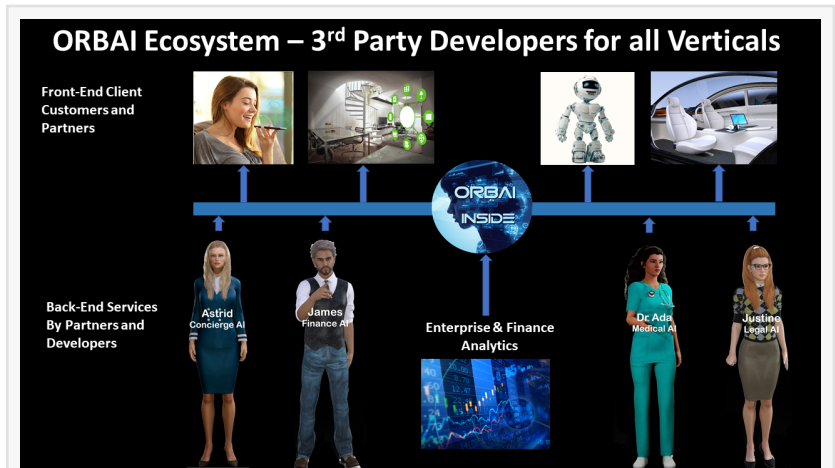 ORBAI Ecosystem – 3rd Party Developers for all Verticals
Front-End Client
Customers and
Partners
ORBAI
INSIDE
Back-End Services
By Partners and
Developers
Astrid
Concierge AI
James
Finance AI
Enterprise & Finance
Analytics
Dr. Ada
Medical AI
Justine
Legal AI